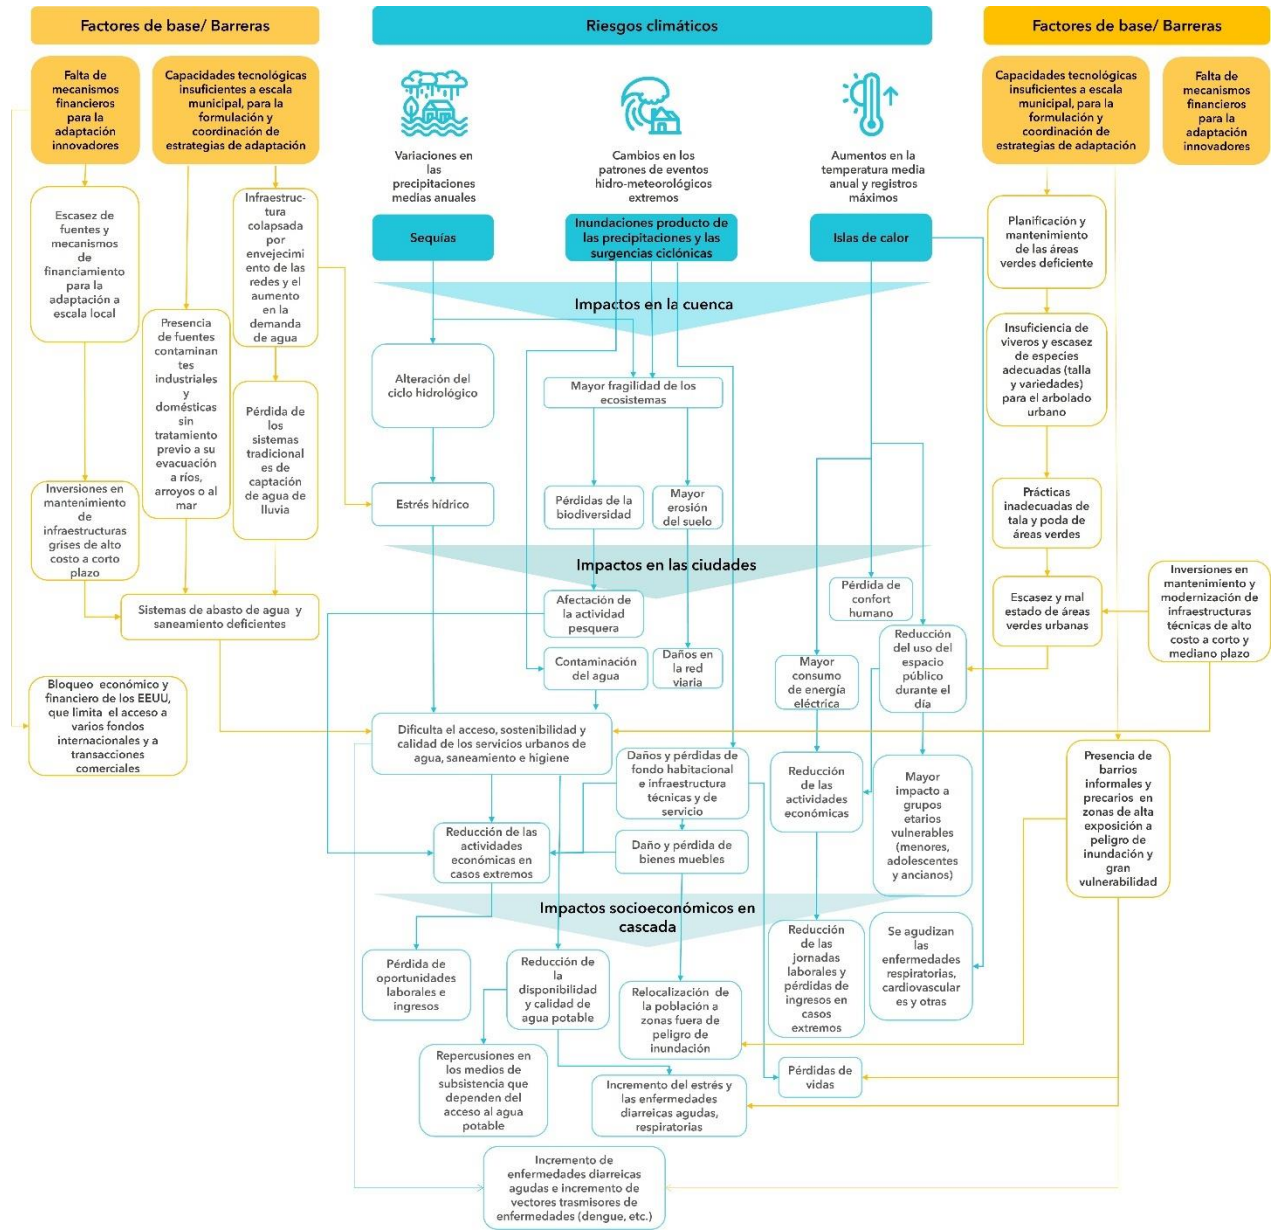 Factores de base/ Barreras
Riesgos climáticos
Factores de base/ Barreras
Falta de
mecanismos
financieros
para la
adaptación
innovadores
Capacidades tecnológicas
insuficientes a escala
municipal, para la
formulación y
coordinación de
estrategias de adaptación
Variaciones en
las
precipitaciones
medias anuales
Cambios en los
patrones de eventos
hidro-meteorológicos
extremos
Aumentos en la
temperatura media
anual y registros
máximos
Capacidades tecnológicas
insuficientes a escala
municipal, para la
formulación y
coordinación de
estrategias de adaptación
Falta de
mecanismos
financieros
para la
adaptación
innovadores
Sequías
Inundaciones producto de
las precipitaciones y las
surgencias ciclónicas
Islas de calor
Escasez de
fuentes y
mecanismos
de
financiamiento
para la
adaptación a
escala local
Infraestruc-
tura
colapsada
por
envejecimi
ento de las
redes y el
aumento
en la
demanda
de agua
Planificación y
mantenimiento
de las áreas
verdes deficiente
Impactos en la cuenca
Presencia
de fuentes
contaminan
tes
industriales
y
domésticas
sin
tratamiento
previo a su
evacuación
a ríos,
arroyos o al
mar
Alteración del
ciclo hidrológico
Mayor fragilidad de los
ecosistemas
Insuficiencia de
viveros y escasez
de especies
adecuadas (talla
y variedades)
para el arbolado
urbano
Pérdida de
los
sistemas
tradicional
es de
captación
de agua de
lluvia
Inversiones en
mantenimiento
de
infraestructuras
grises de alto
costo a corto
plazo
Estrés hídrico
Pérdidas de la
biodiversidad
Mayor
erosión
del suelo
Prácticas
inadecuadas de
tala y poda de
áreas verdes
Impactos en las ciudades
Sistemas de abasto de agua y
saneamiento deficientes
Afectación de
la actividad
pesquera
Pérdida de
confort
humano
Escasez y mal
estado de áreas
verdes urbanas
Inversiones en
mantenimiento y
modernización de
infraestructuras
técnicas de alto
costo a corto y
mediano plazo
Contaminación
del agua
Daños en
la red
viaria
Mayor
consumo
de energía
eléctrica
Reducción
del uso del
espacio
público
durante el
día
Bloqueo económico y
financiero de los EEUU,
que limita el acceso a
varios fondos
internacionales y a
transacciones
comerciales
Dificulta el acceso, sostenibilidad y
calidad de los servicios urbanos de
agua, saneamiento e higiene
Daños y pérdidas de
fondo habitacional
e infraestructura
técnicas y de
servicio
Reducción
de las
actividades
económicas
Mayor
impacto a
grupos
etarios
vulnerables
(menores,
adolescentes
y ancianos)
Presencia de
barrios
informales y
precarios en
zonas de alta
exposición a
peligro de
inundación y
gran
vulnerabilidad
Reducción de las
actividades
económicas en
casos extremos
Daño y pérdida de
bienes muebles
Impactos socioeconómicos en
cascada
Pérdida de
oportunidades
laborales e
ingresos
Reducción de
la
disponibilidad
y calidad de
agua potable
Relocalización de
la población a
zonas fuera de
peligro de
inundación
Reducción
de las
jornadas
laborales y
pérdidas de
ingresos en
casos
extremos
Se agudizan
las
enfermedades
respiratorias,
cardiovascular
es y otras
Repercusiones en
los medios de
subsistencia que
dependen del
acceso al agua
potable
Incremento del estrés y
las enfermedades
diarreicas agudas,
respiratorias
Pérdidas de
vidas
Incremento de
enfermedades diarreicas
agudas e incremento de
vectores trasmisores de
enfermedades (dengue, etc.)